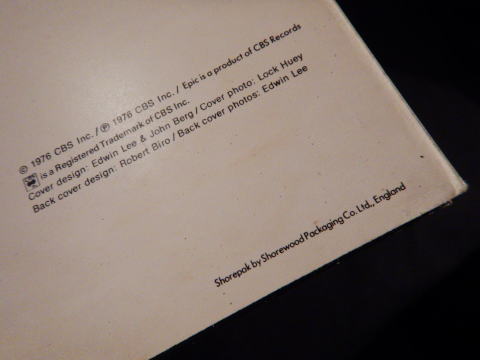 © 1976 CBS Inc./℗ 1976 CBS Inc./ Epic is a product of CBS Records
is a Registered Trademark of CBS Inc.
Cover design: Edwin Lee & John Berg/Cover photo: Lock Huey
Back cover design: Robert Biro/Back cover photos: Edwin Lee
Shorepak by Shorewood Packaging Co. Ltd., England